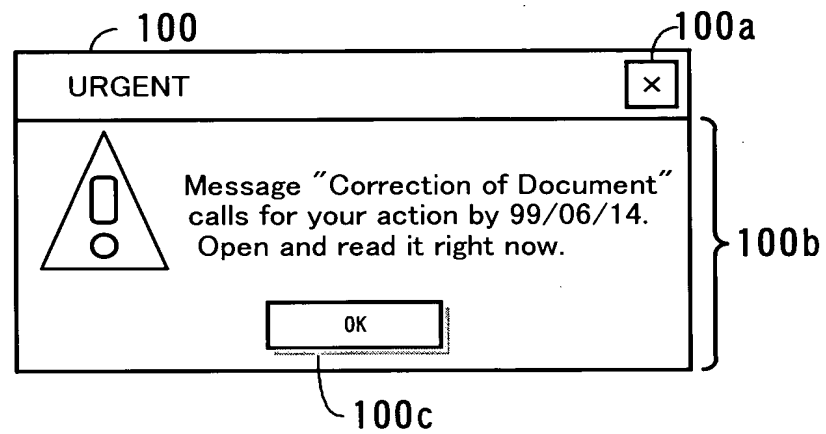 100
100a
URGENT
×
Message "Correction of Document"
calls for your action by 99/06/14.
Open and read it right now.
100b
OK
100c